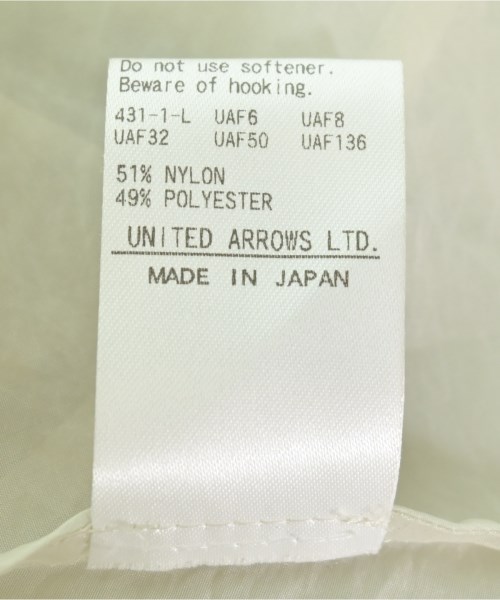 Do not use softener.
Beware of hooking.
431-1-L UAF6 UAF8
UAF32 UAF50 UAF136
51% NYLON
49% POLYESTER
UNITED ARROWS LTD.
MADE IN JAPAN